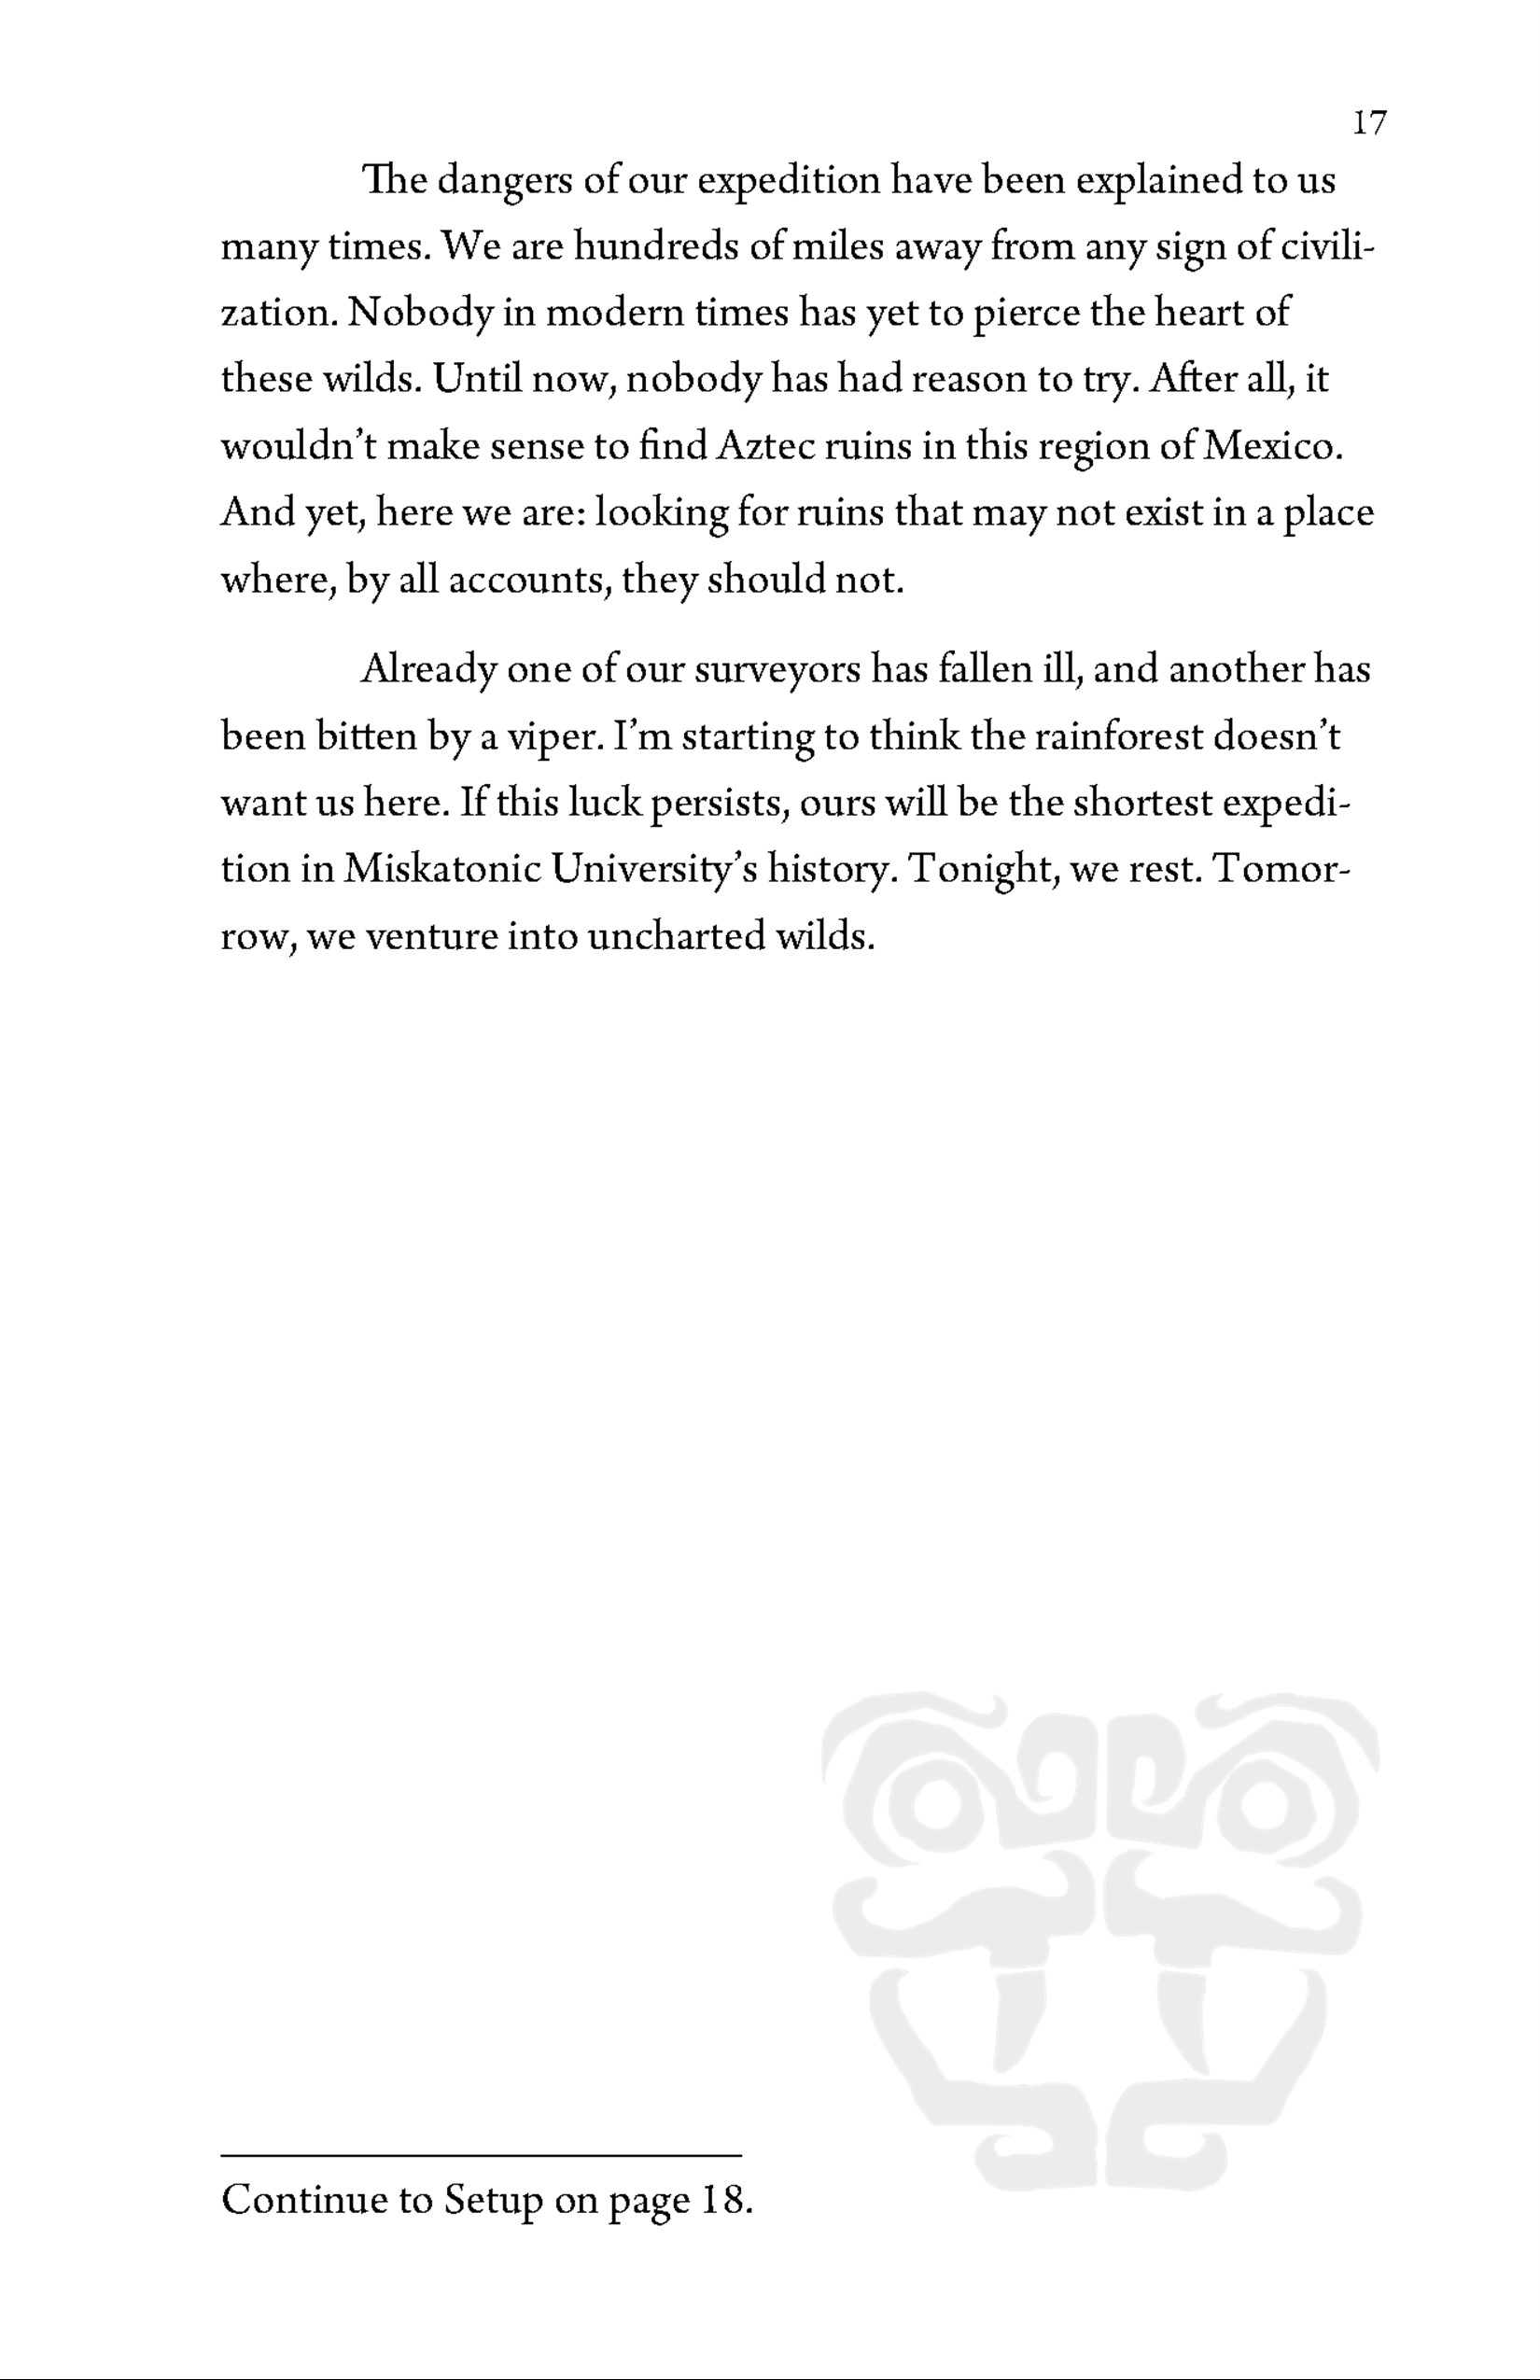 17
The dangers of our expedition have been explained to us
many times. We are hundreds of miles away from any sign of civili-
zation. Nobody in modern times has yet to pierce the heart of
these wilds. Until now, nobody has had reason to try. After all, it
wouldn't make sense to find Aztec ruins in this region of Mexico.
And yet, here we are: looking for ruins that may not exist in a place
where, by all accounts, they should not.
Already one of our surveyors has fallen ill, and another has
been bitten by a viper. I'm starting to think the rainforest doesn't
want us here. If this luck persists, ours will be the shortest expedi-
tion in Miskatonic University's history. Tonight, we rest. Tomor-
row, we venture into uncharted wilds.
Continue to Setup on page 18.